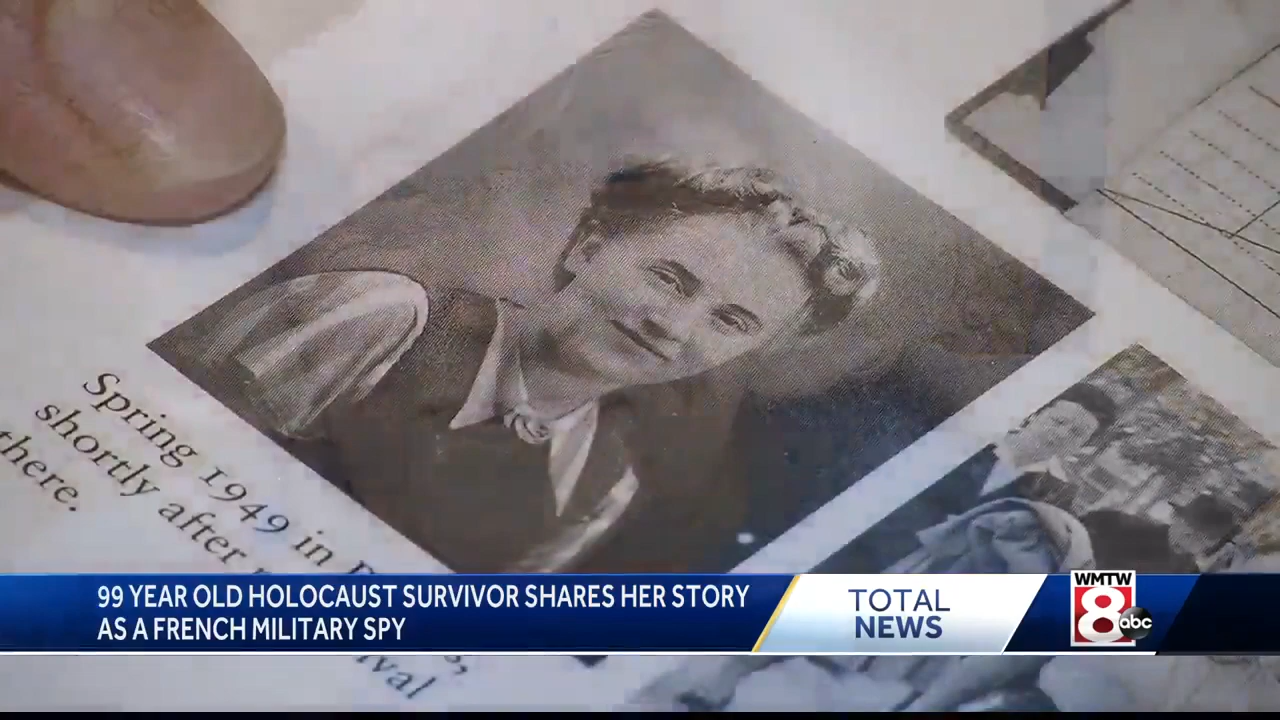 Spring 1949 in
shortly after
there.
ival
99 YEAR OLD HOLOCAUST SURVIVOR SHARES HER STORY
AS A FRENCH MILITARY SPY
TOTAL
NEWS
WMTW
8
abc